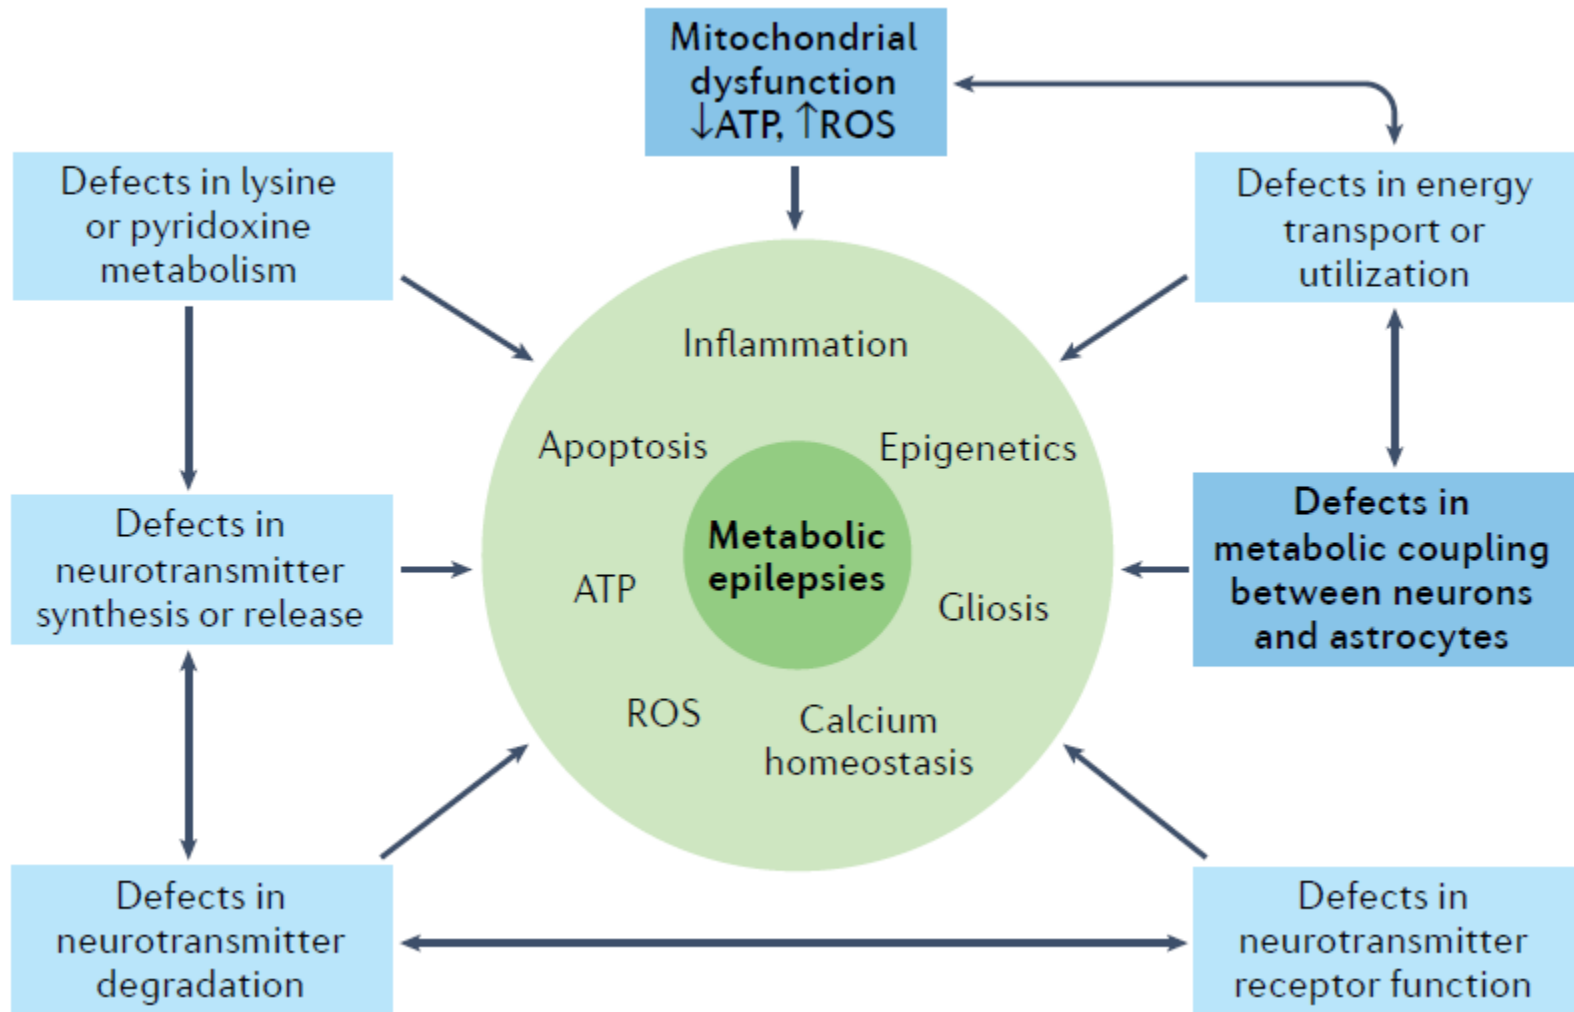 Mitochondrial
dysfunction
↓ATP, ↑ROS
Defects in lysine
or pyridoxine
metabolism
Defects in energy
transport or
utilization
Inflammation
Apoptosis
Epigenetics
Metabolic
epilepsies
ATP
Gliosis
ROS
Calcium
homeostasis
Defects in
neurotransmitter
synthesis or release
Defects in
metabolic coupling
between neurons
and astrocytes
Defects in
neurotransmitter
degradation
Defects in
neurotransmitter
receptor function